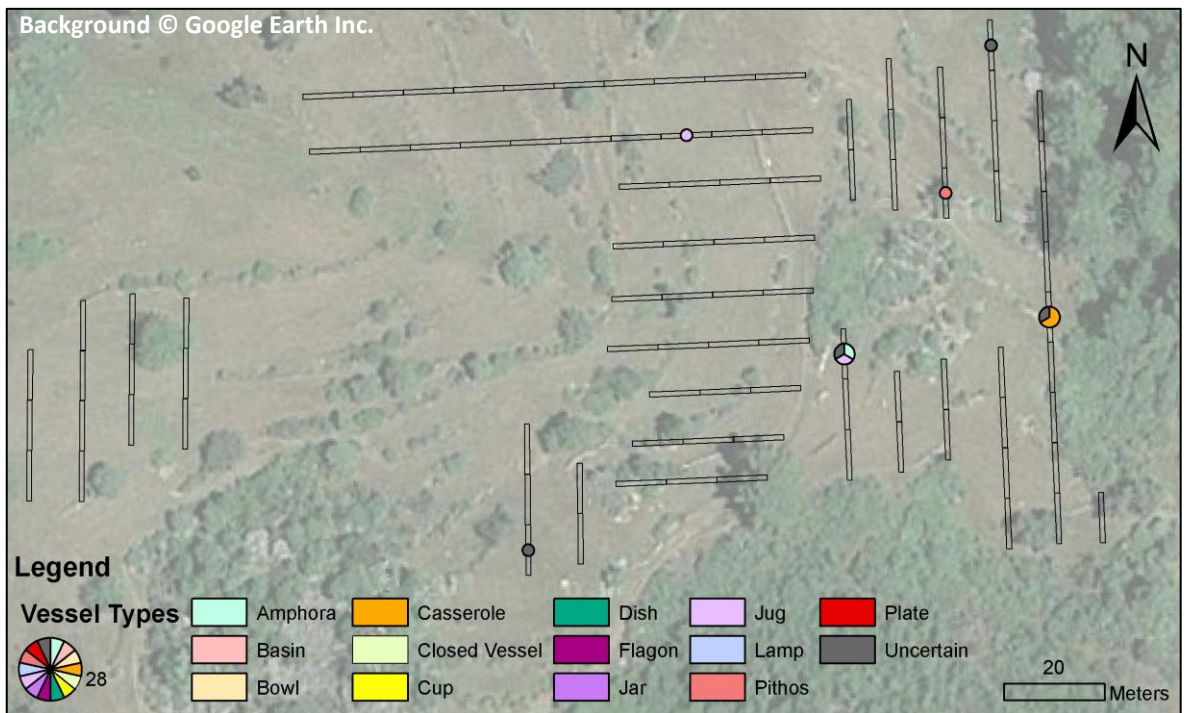 Background © Google Earth Inc.
N
Legend
Vessel Types
28
Amphora
Basin
Bowl
Casserole
Closed Vessel
Cup
Dish
Flagon
Jar
Jug
Lamp
Pithos
Plate
Uncertain
20
Meters